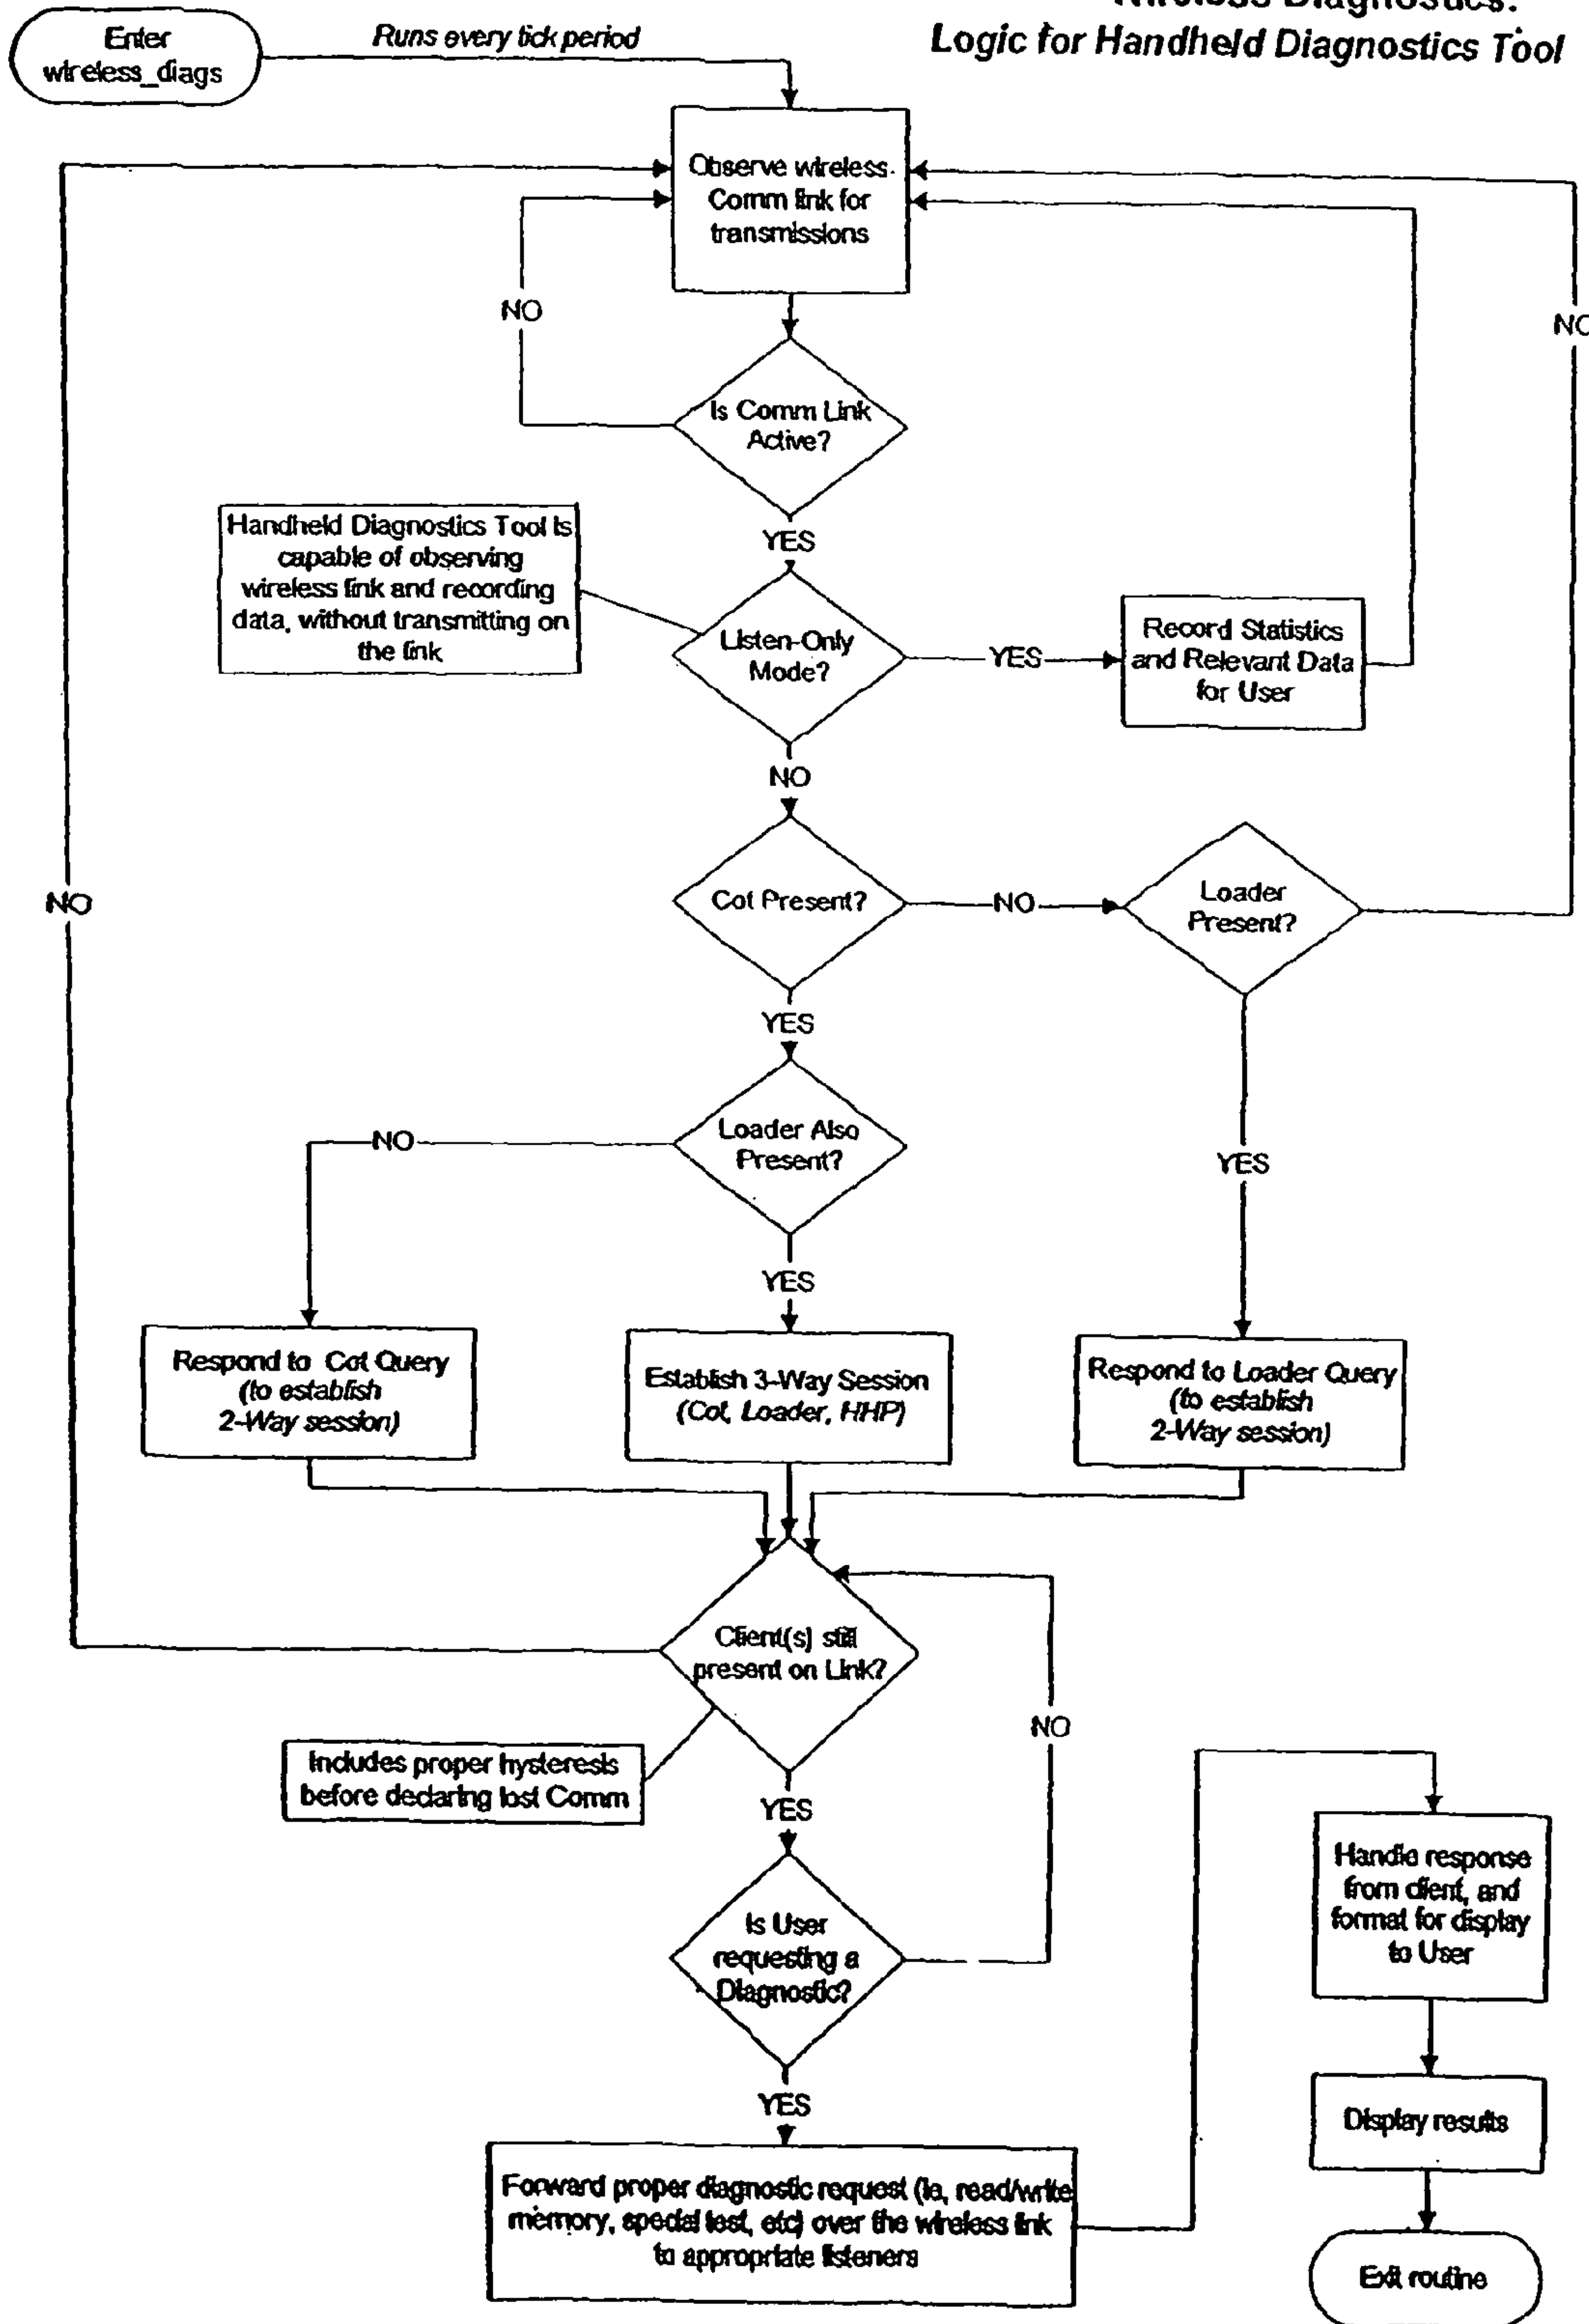 Wireless Diagnostics:
Logic for Handheld Diagnostics Tool
Enter
wireless_diags
Runs every tick period
Observe wireless
Comm link for
transmissions
NO
NO
Is Comm Link
Active?
YES
Handheld Diagnostics Tool is
capable of observing
wireless link and recording
data, without transmitting on
the link
Listen-Only
Mode?
YES
Record Statistics
and Relevant Data
for User
NO
NO
Cot Present?
NO
Loader
Present?
YES
Loader Also
Present?
NO
YES
YES
Respond to Cot Query
(to establish
2-Way session)
Establish 3-Way Session
(Cot, Loader, HHP)
Respond to Loader Query
(to establish
2-Way session)
Client(s) still
present on Link?
NO
Includes proper hysteresis
before declaring lost Comm
YES
Is User
requesting a
Diagnostic?
YES
Forward proper diagnostic request (ie, read/write
memory, special test, etc) over the wireless link
to appropriate listeners
Handle response
from client, and
format for display
to User
Display results
Exit routine